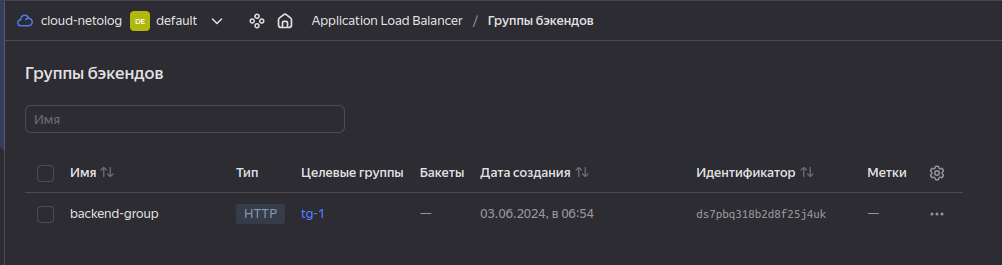 cloud-netolog DE default Application Load Balancer / Группы бэкендов
Группы бэкендов
Имя
Имя Тип Целевые группы Бакеты Дата создания Идентификатор Метки
backend-group HTTP tg-1 — 03.06.2024, в 06:54 ds7pbq318b2d8f25j4uk —